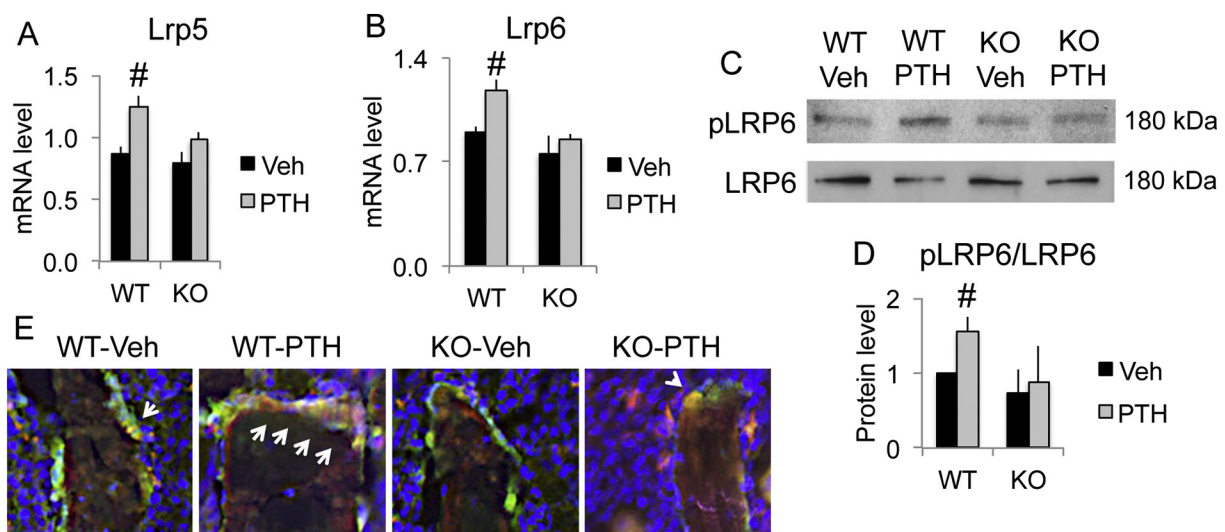 A
Lrp5
#
1.5
1.0
0.5
0.0
mRNA level
WT
KO
Veh
PTH
B
Lrp6
#
1.4
0.7
0.0
mRNA level
WT
KO
Veh
PTH
C
WT WT KO KO
Veh PTH Veh PTH
pLRP6 180 kDa
LRP6 180 kDa
D
pLRP6/LRP6
#
2
1
0
Protein level
WT
KO
Veh
PTH
E
WT-Veh WT-PTH KO-Veh KO-PTH